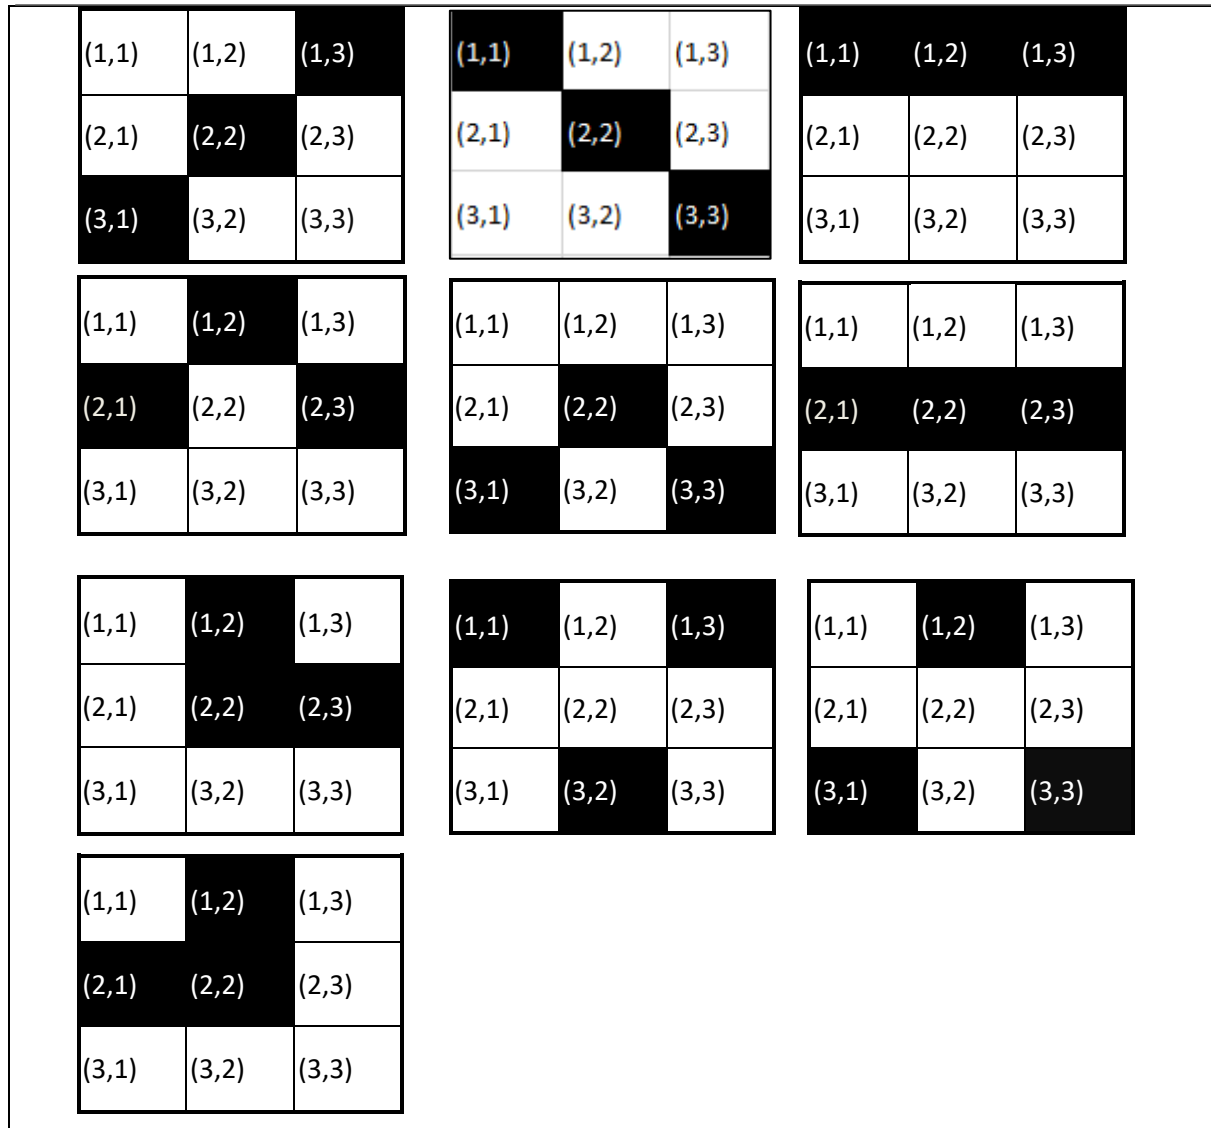 (1,1) (1,2) (1,3) (1,1) (1,2) (1,3) (1,1) (1,2) (1,3)
(2,1) (2,2) (2,3) (2,1) (2,2) (2,3) (2,1) (2,2) (2,3)
(3,1) (3,2) (3,3) (3,1) (3,2) (3,3) (3,1) (3,2) (3,3)
(1,1) (1,2) (1,3) (1,1) (1,2) (1,3) (1,1) (1,2) (1,3)
(2,1) (2,2) (2,3) (2,1) (2,2) (2,3) (2,1) (2,2) (2,3)
(3,1) (3,2) (3,3) (3,1) (3,2) (3,3) (3,1) (3,2) (3,3)
(1,1) (1,2) (1,3) (1,1) (1,2) (1,3) (1,1) (1,2) (1,3)
(2,1) (2,2) (2,3) (2,1) (2,2) (2,3) (2,1) (2,2) (2,3)
(3,1) (3,2) (3,3) (3,1) (3,2) (3,3) (3,1) (3,2) (3,3)
(1,1) (1,2) (1,3)
(2,1) (2,2) (2,3)
(3,1) (3,2) (3,3)